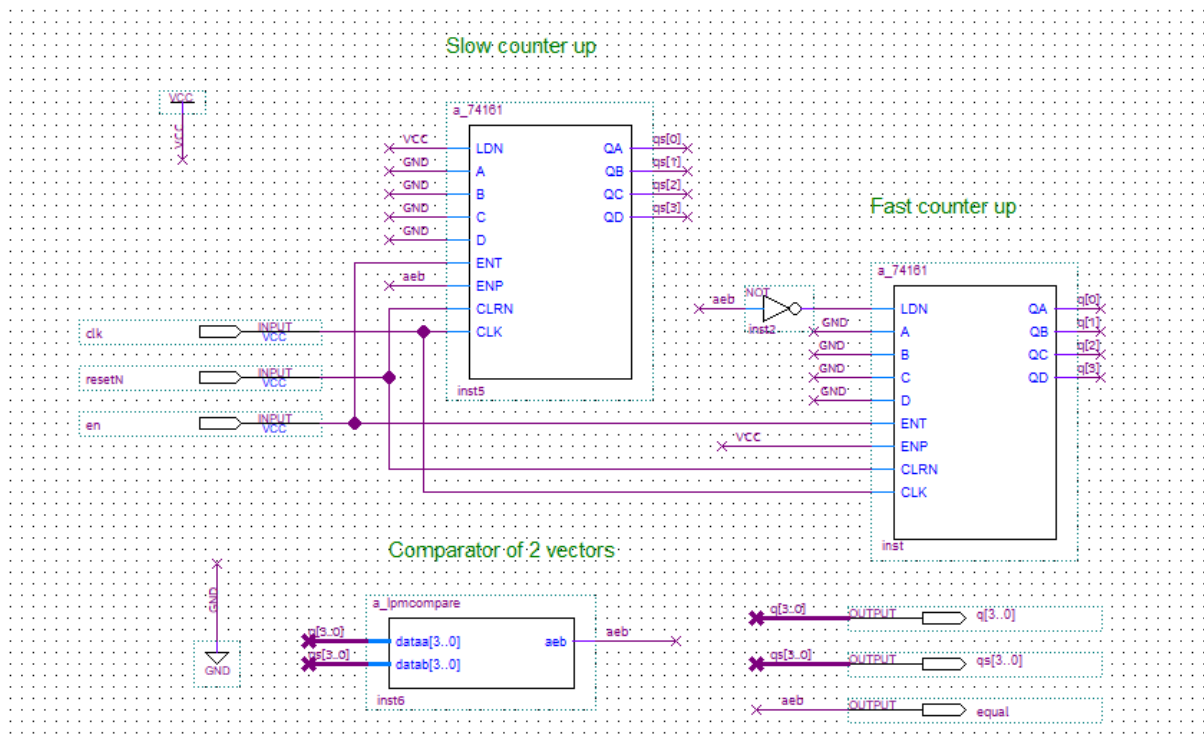 Slow counter up
VCC
VCC
a_74161
VCC LDN QA qs[0]
GND A QB qs[1]
GND B QC qs[2]
GND C QD qs[3]
GND D
ENT
aeb ENP
CLRN
CLK
inst5
clk INPUT VCC
resetN INPUT VCC
en INPUT VCC
Fast counter up
a_74161
aeb NOT inst2 LDN QA q[0]
GND A QB q[1]
GND B QC q[2]
GND C QD q[3]
GND D
ENT
VCC ENP
CLRN
CLK
inst
Comparator of 2 vectors
GND
GND
a_lpmcompare
q[3..0] dataa[3..0] aeb aeb
qs[3..0] datab[3..0]
inst6
q[3..0] OUTPUT q[3..0]
qs[3..0] OUTPUT qs[3..0]
aeb OUTPUT equal